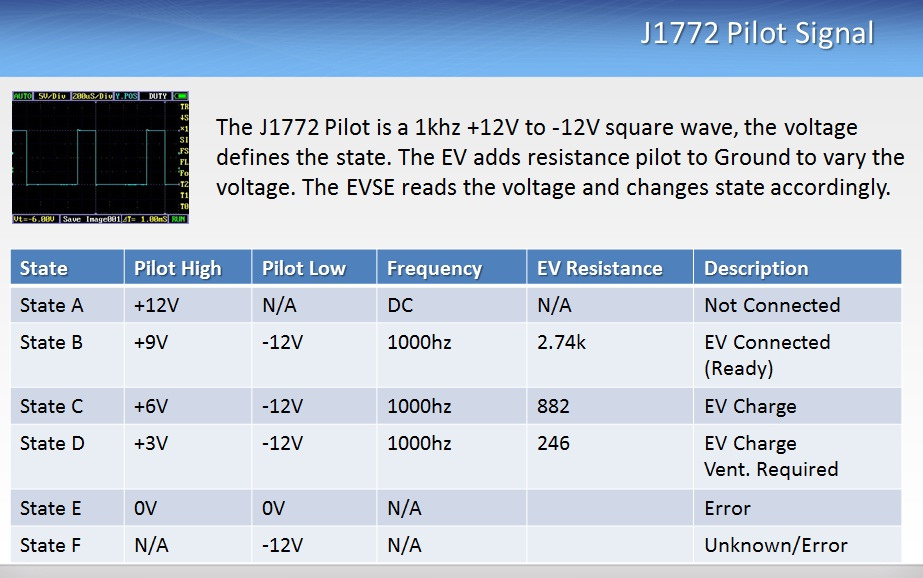 J1772 Pilot Signal
AUTO 5V/Div 200uS/Div Y.POS DUTY
TR
+S
×1
SI
FS
FL
Fo
+T2
T1
T0
Vt=-6.00V Save Image001 ⊿T= 1.00mS RUN
The J1772 Pilot is a 1khz +12V to -12V square wave, the voltage
defines the state. The EV adds resistance pilot to Ground to vary the
voltage. The EVSE reads the voltage and changes state accordingly.
State Pilot High Pilot Low Frequency EV Resistance Description
State A +12V N/A DC N/A Not Connected
State B +9V -12V 1000hz 2.74k EV Connected
(Ready)
State C +6V -12V 1000hz 882 EV Charge
State D +3V -12V 1000hz 246 EV Charge
Vent. Required
State E 0V 0V N/A Error
State F N/A -12V N/A Unknown/Error